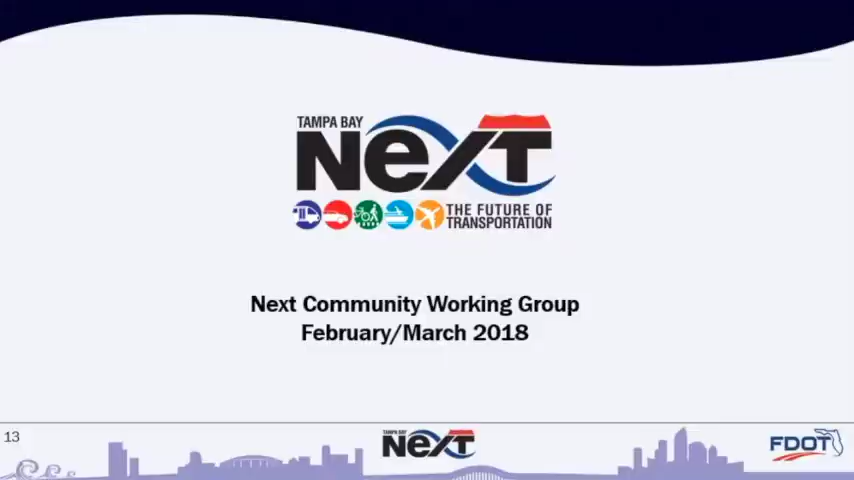 TAMPA BAY
NexT
THE FUTURE OF
TRANSPORTATION
Next Community Working Group
February/March 2018
13
TAMPA BAY
NexT
FDOT